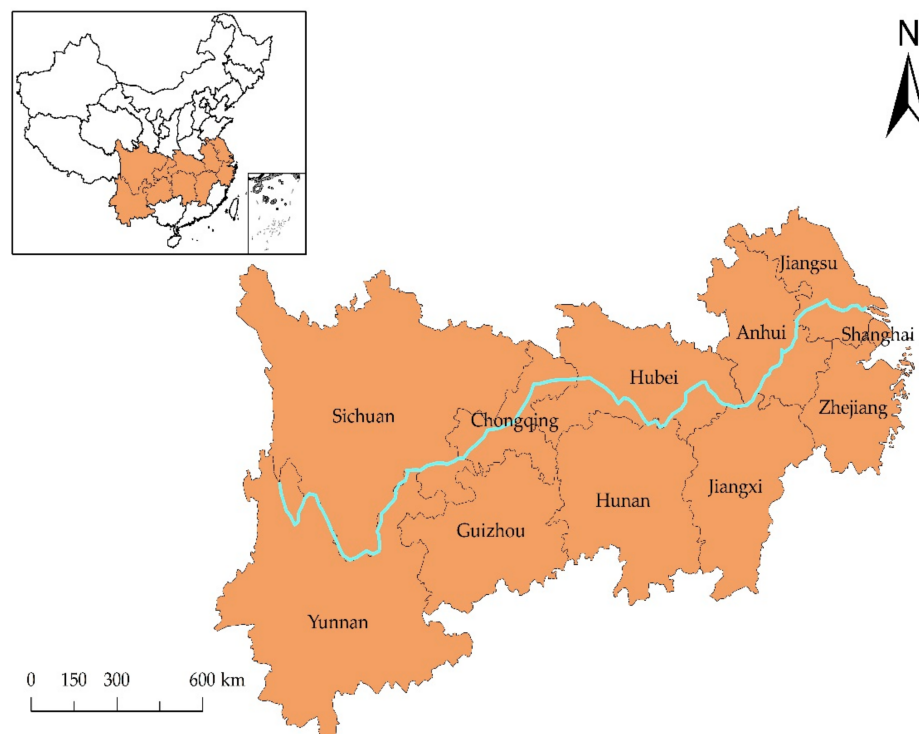 N
Jiangsu
Anhui
Shanghai
Hubei
Zhejiang
Sichuan
Chongqing
Jiangxi
Hunan
Guizhou
Yunnan
0 150 300 600 km